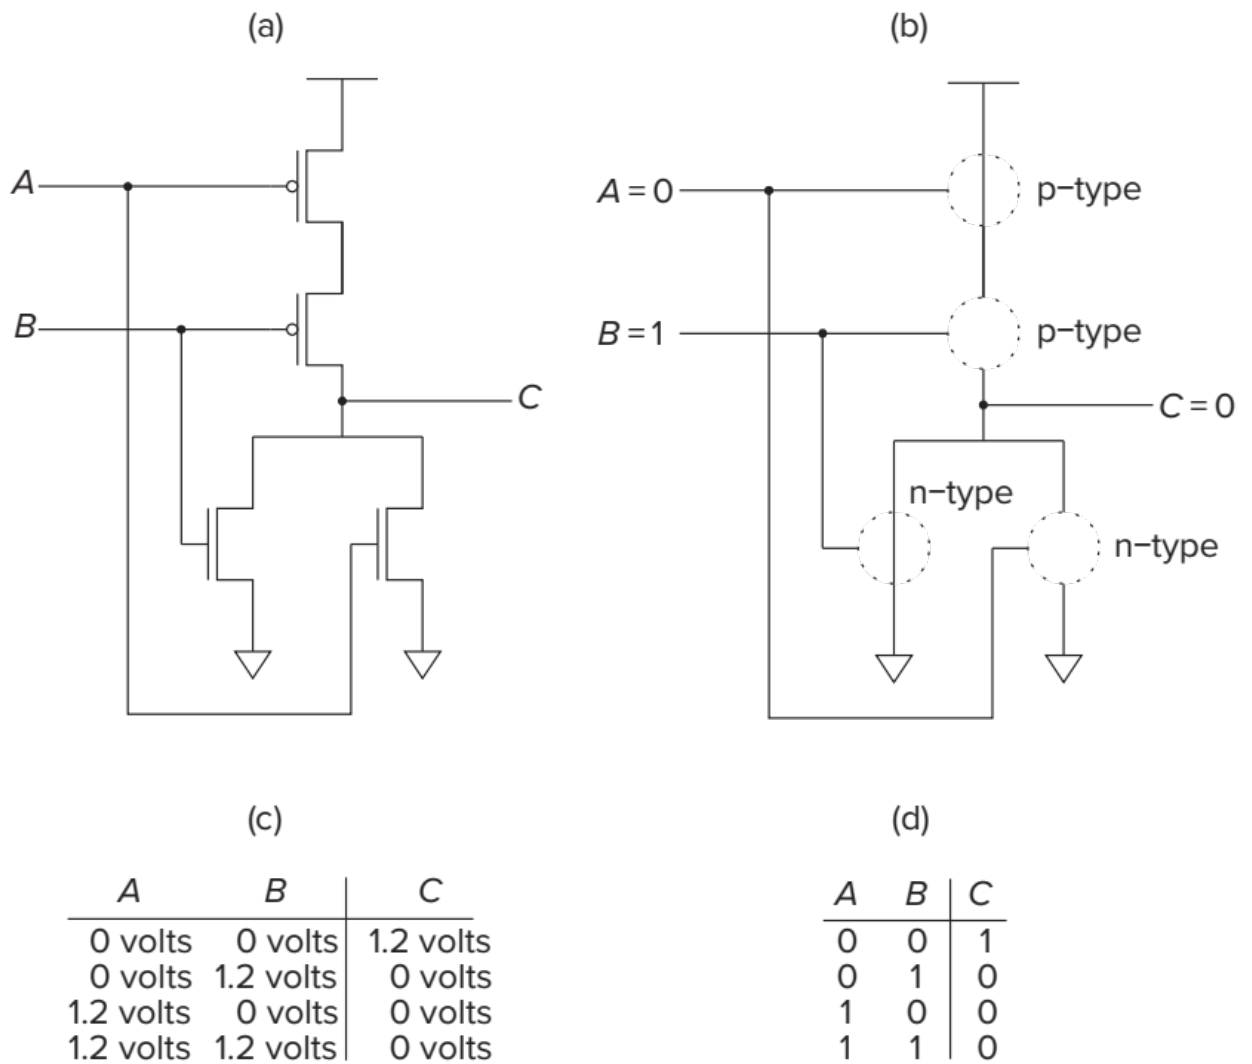 (a) (b)
A
B
C
A = 0
p–type
B = 1
p–type
C = 0
n–type
n–type
(c) (d)
A B C
0 volts 0 volts 1.2 volts
0 volts 1.2 volts 0 volts
1.2 volts 0 volts 0 volts
1.2 volts 1.2 volts 0 volts
A B C
0 0 1
0 1 0
1 0 0
1 1 0